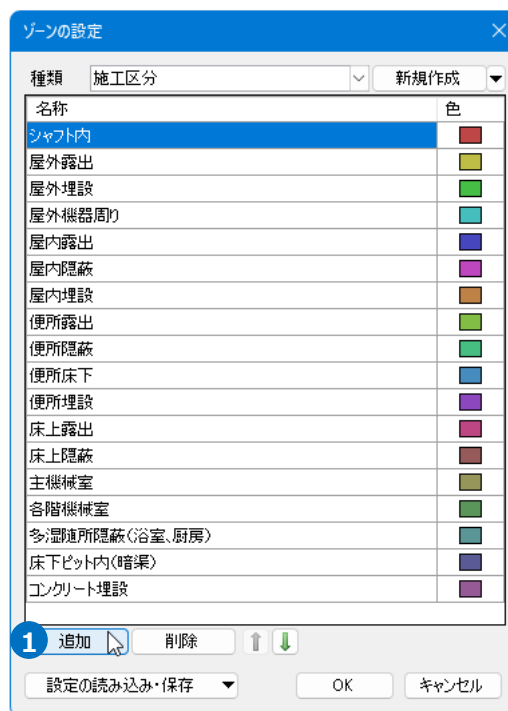 ゾーンの設定
種類 施工区分 新規作成
名称 色
シャフト内
屋外露出
屋外埋設
屋外機器周り
屋内露出
屋内隠蔽
屋内埋設
便所露出
便所隠蔽
便所床下
便所埋設
床上露出
床上隠蔽
主機械室
各階機械室
多湿箇所隠蔽(浴室、厨房)
床下ピット内(暗渠)
コンクリート埋設
1 追加 削除
設定の読み込み・保存 OK キャンセル